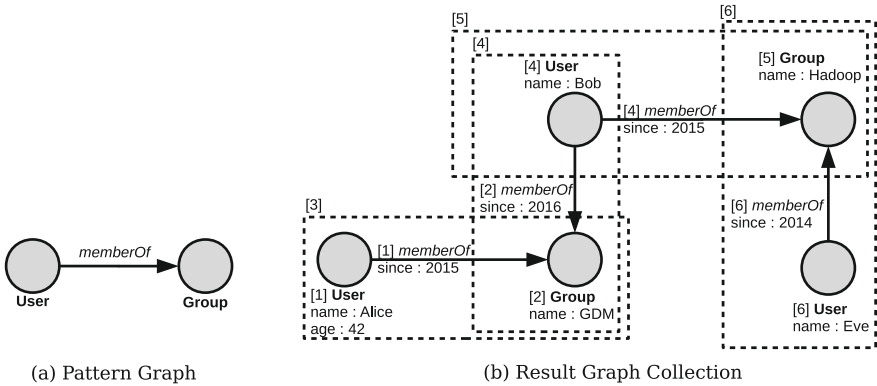 memberOf
User
Group
(a) Pattern Graph
[5]
[6]
[4]
[4] User
name : Bob
[5] Group
name : Hadoop
[4] memberOf
since : 2015
[2] memberOf
since : 2016
[6] memberOf
since : 2014
[3]
[1] memberOf
since : 2015
[1] User
name : Alice
age : 42
[2] Group
name : GDM
[6] User
name : Eve
(b) Result Graph Collection